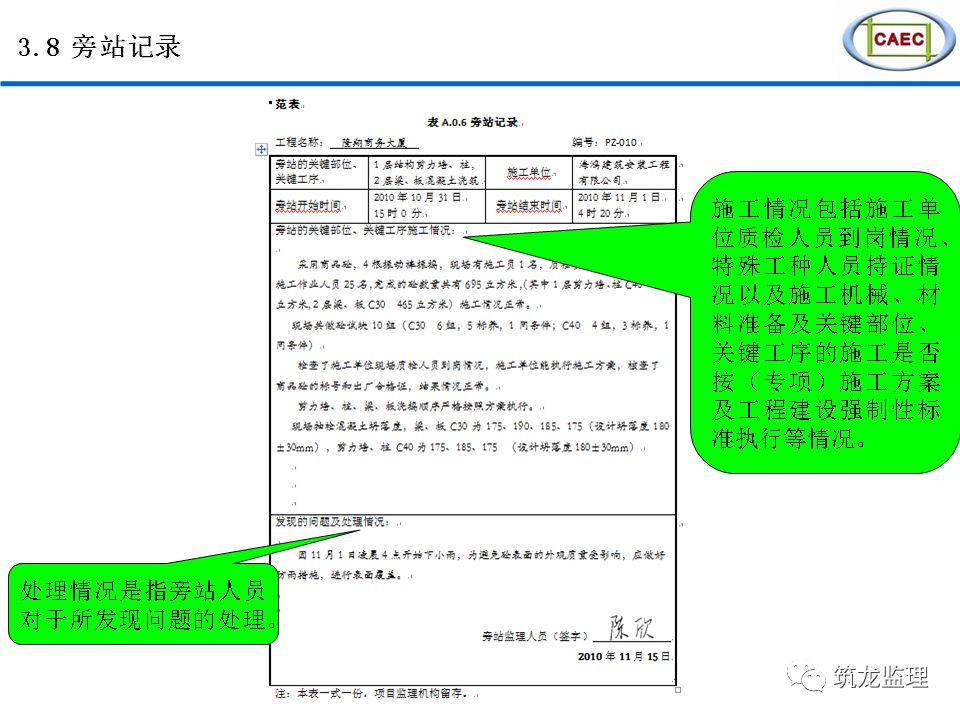 3.8 旁站记录
CAEC
范表
表 A.0.6 旁站记录
工程名称: 隆翔商务大厦
编号: PZ-010
旁站的关键部位、
关键工序
1层结构剪力墙、柱,
2层梁、板混凝土浇筑
施工单位
海鸿建筑安装工程
有限公司
旁站开始时间
2010年10月31日
15时0分
旁站结束时间
2010年11月1日
4时20分
旁站的关键部位、关键工序施工情况:
采用商品砼,4根振动棒振捣,现场有施工员1名,质检
施工作业人员25名,完成的砼数量共有695立方米,(其中1层剪力墙、柱C40
立方米,2层梁、板C30 465立方米)施工情况正常。
现场共做砼试块10组(C30 6组,5标养,1同条件;C40 4组,3标养,1
同条件)
检查了施工单位现场质检人员到岗情况,施工单位能执行施工方案,检查了
商品砼的标号和出厂合格证,结果情况正常。
剪力墙、柱、梁、板浇捣顺序严格按照方案执行。
现场抽检混凝土坍落度,梁、板C30为175、190、185、175(设计坍落度180
±30mm),剪力墙、柱C40为175、185、175 (设计坍落度180±30mm)
施工情况包括施工单
位质检人员到岗情况、
特殊工种人员持证情
况以及施工机械、材
料准备及关键部位、
关键工序的施工是否
按(专项)施工方案
及工程建设强制性标
准执行等情况。
发现的问题及处理情况:
因11月1日凌晨4点开始下小雨,为避免砼表面的外观质量受影响,应做好
防雨措施,进行表面覆盖。
处理情况是指旁站人员
对于所发现问题的处理。
旁站监理人员(签字) 陈欣
2010年11月15日
注: 本表一式一份,项目监理机构留存。
筑龙监理